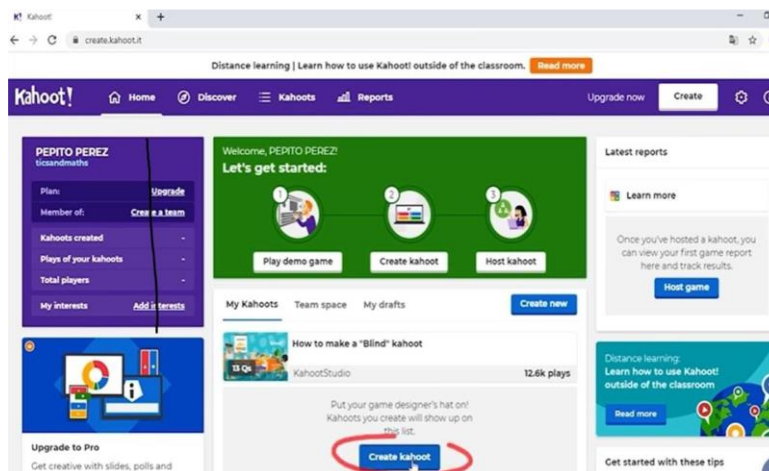 Kahoot!
create.kahoot.it
Distance learning | Learn how to use Kahoot! outside of the classroom. Read more
Kahoot! Home Discover Kahoots Reports Upgrade now Create
PEPITO PEREZ
ticsandmaths
Plan: Upgrade
Member of: Create a team
Kahoots created -
Plays of your kahoots -
Total players -
My interests Add interests
Upgrade to Pro
Get creative with slides, polls and
Welcome, PEPITO PEREZ!
Let's get started:
1 2 3
Play demo game Create kahoot Host kahoot
My Kahoots Team space My drafts Create new
How to make a "Blind" kahoot
13 Qs KahootStudio 12.6k plays
Put your game designer's hat on!
Kahoots you create will show up on
this list.
Create kahoot
Latest reports
Learn more
Once you've hosted a kahoot, you
can view your first game report
here and track results.
Host game
Distance learning:
Learn how to use Kahoot!
outside of the classroom
Read more
Get started with these tips